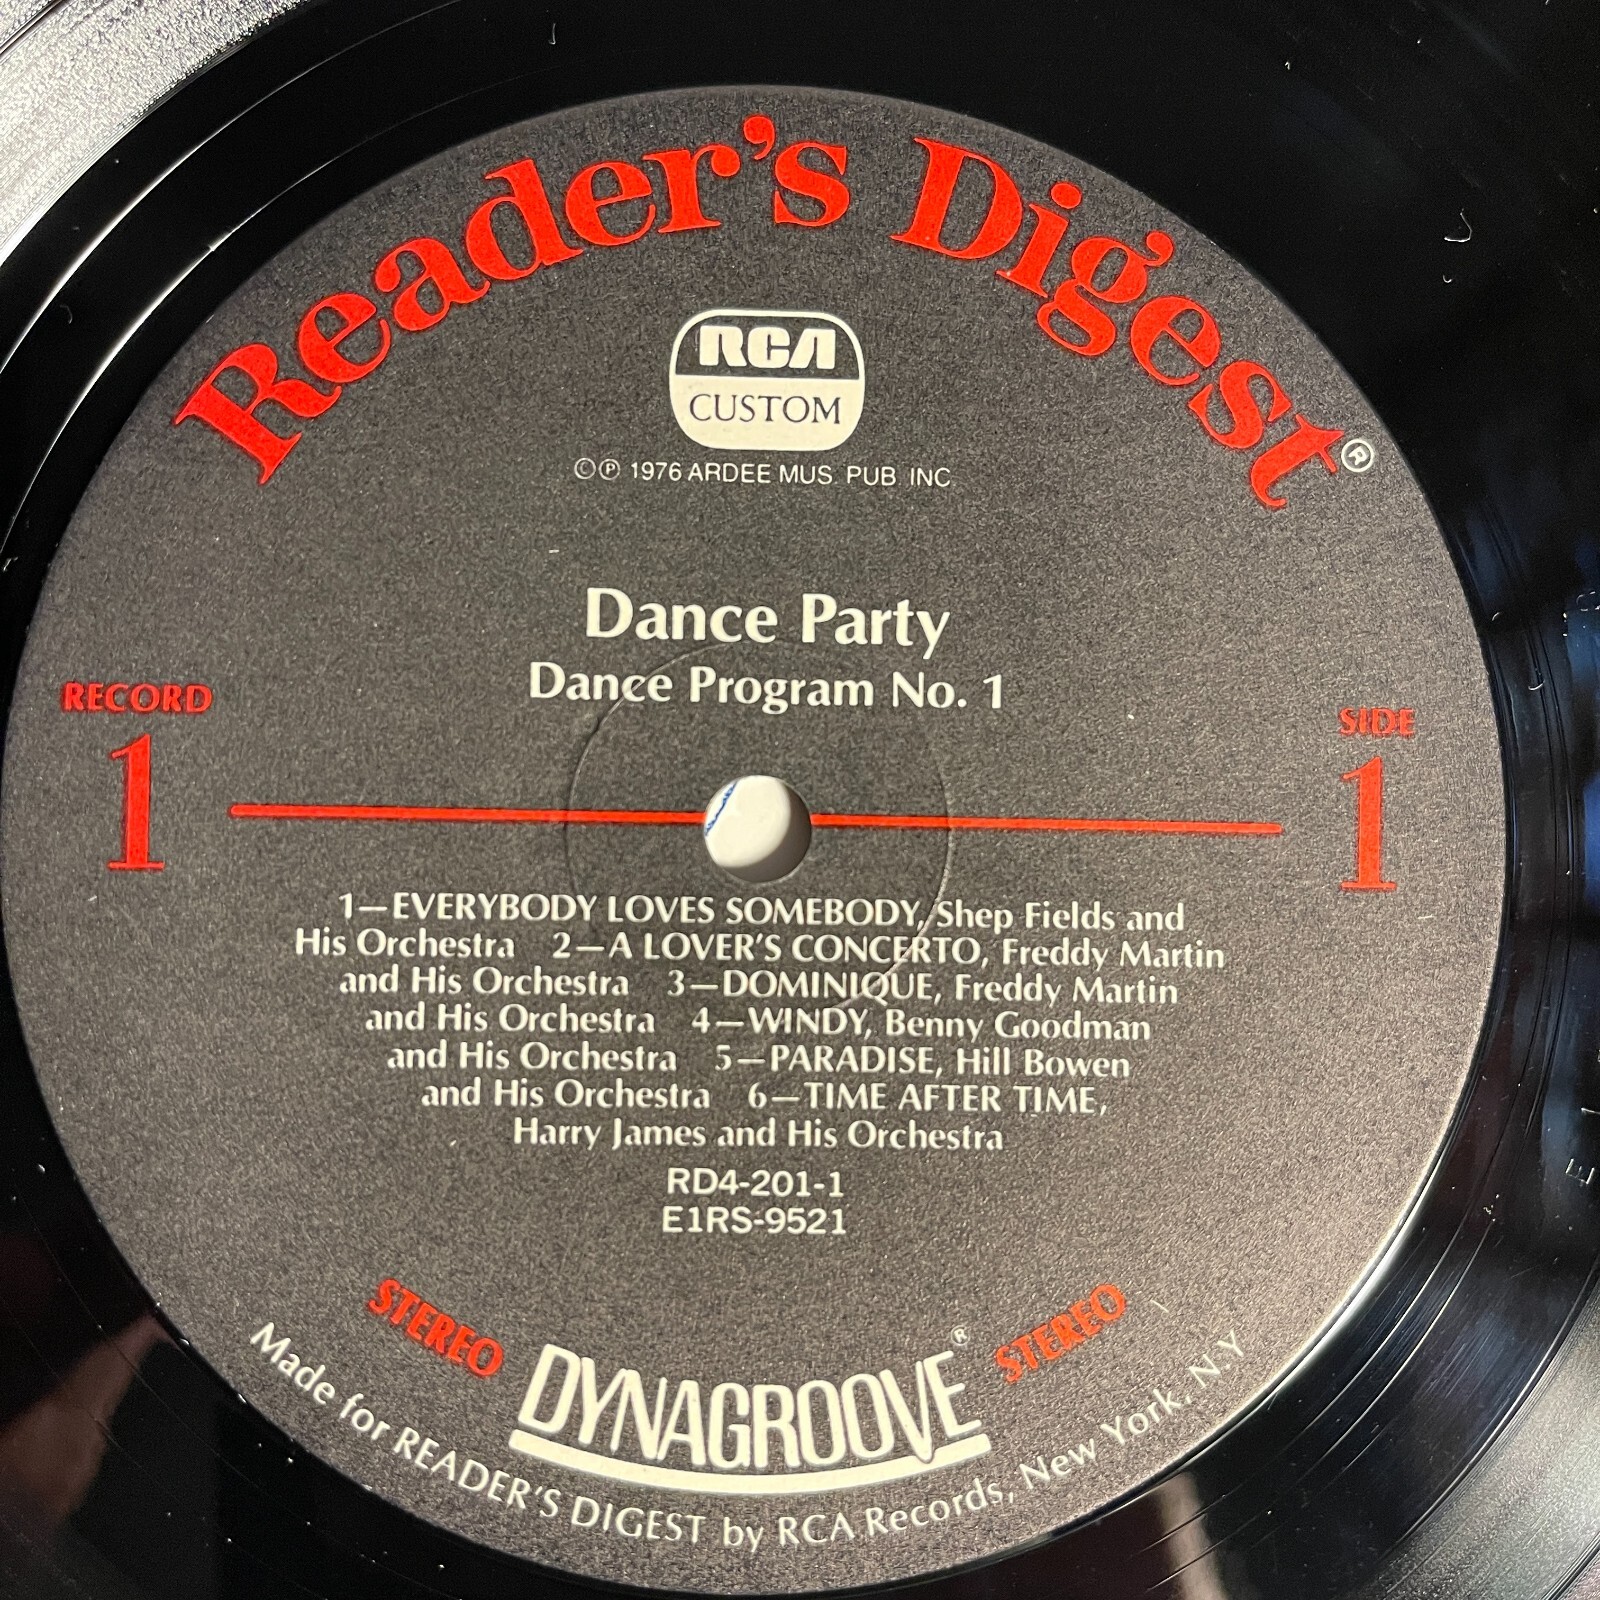 Reader's Digest®
RCA
CUSTOM
©℗ 1976 ARDEE MUS. PUB. INC
Dance Party
Dance Program No. 1
RECORD
1
SIDE
1
1—EVERYBODY LOVES SOMEBODY, Shep Fields and
His Orchestra 2—A LOVER'S CONCERTO, Freddy Martin
and His Orchestra 3—DOMINIQUE, Freddy Martin
and His Orchestra 4—WINDY, Benny Goodman
and His Orchestra 5—PARADISE, Hill Bowen
and His Orchestra 6—TIME AFTER TIME,
Harry James and His Orchestra
RD4-201-1
E1RS-9521
STEREO
DYNAGROOVE®
STEREO
Made for READER'S DIGEST by RCA Records, New York, N.Y